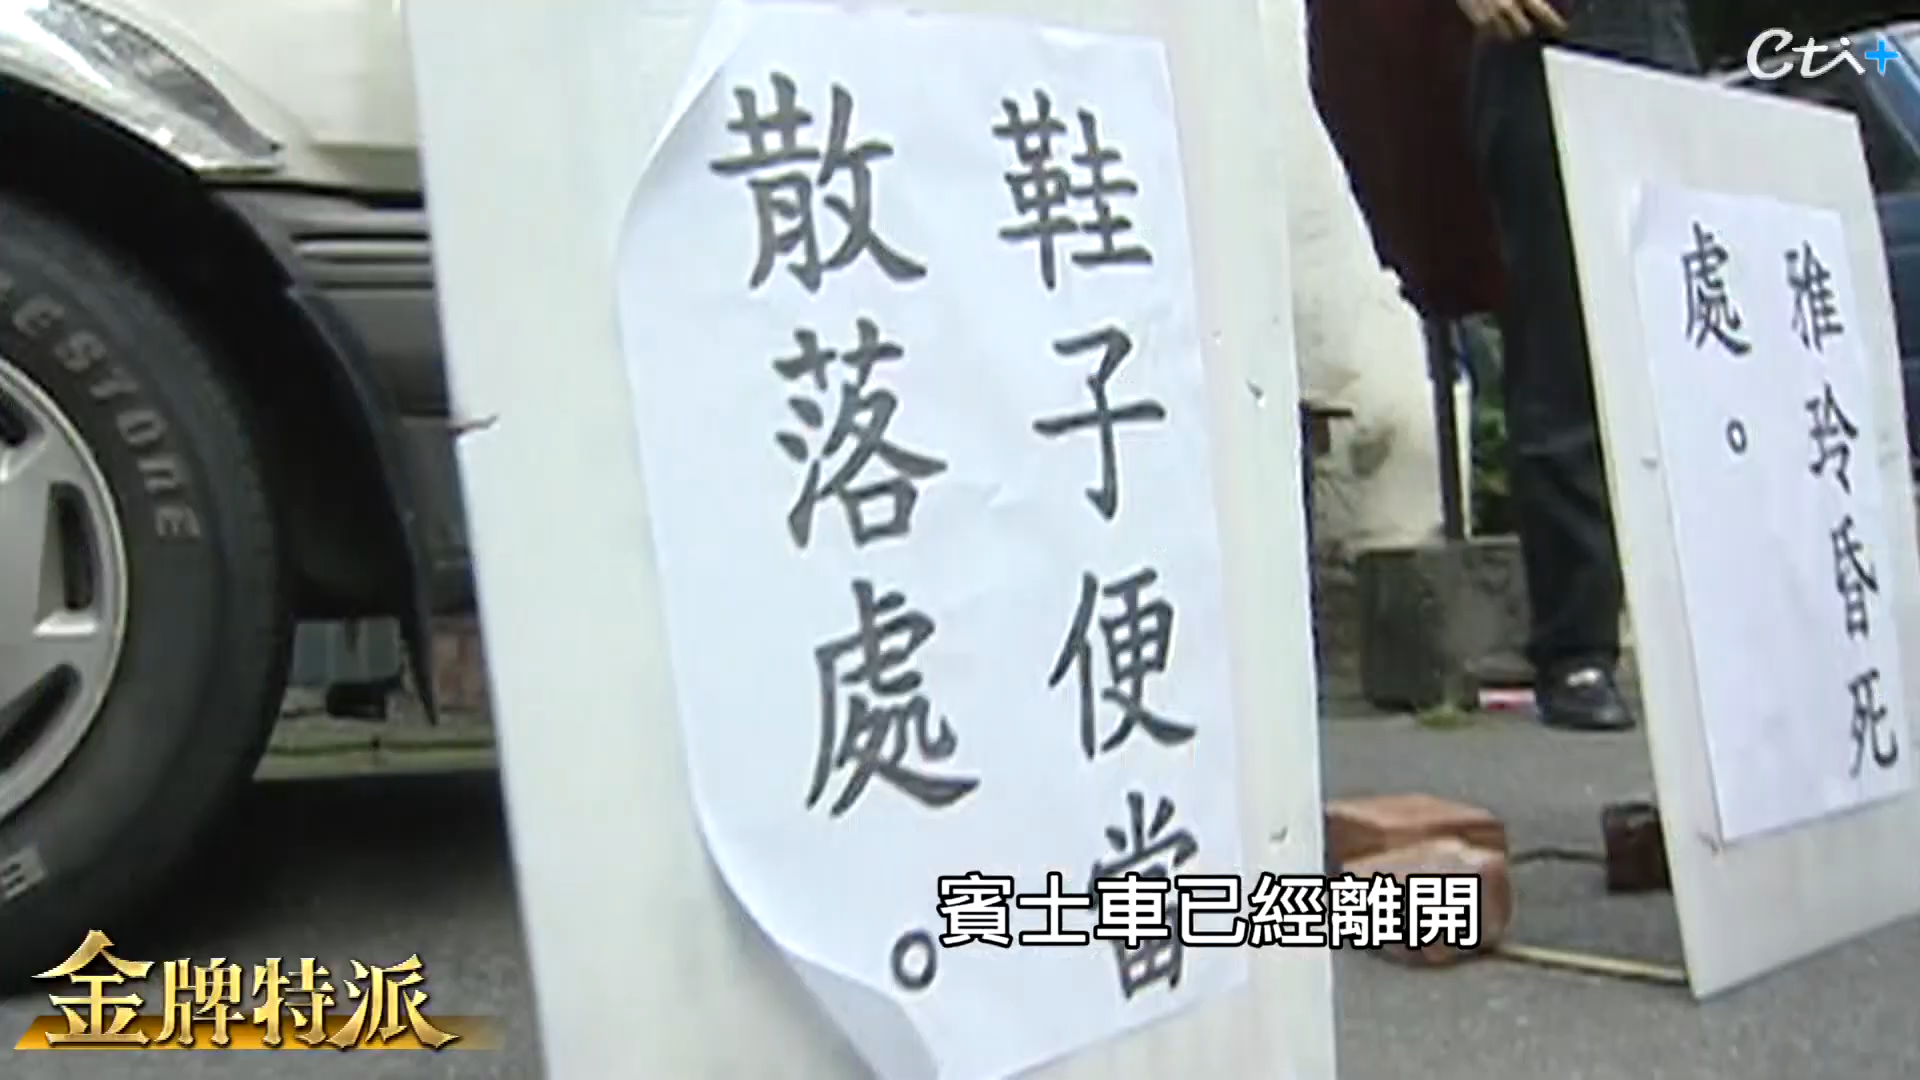 Cti+
鞋子便當
散落處。
雅玲昏死
處。
ESTONE
賓士車已經離開
金牌特派